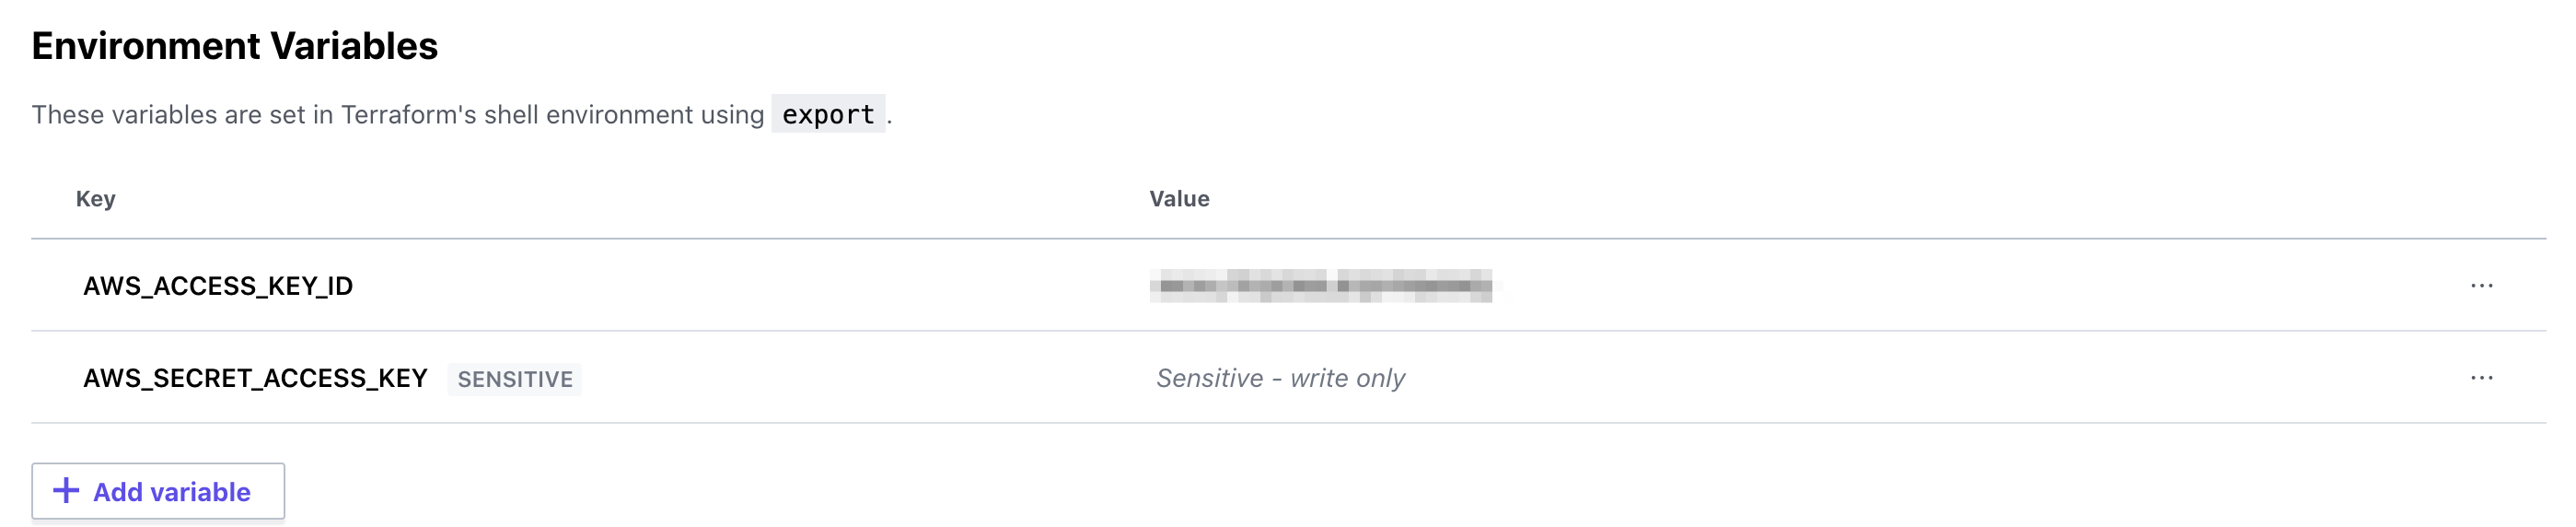 Environment Variables
These variables are set in Terraform's shell environment using export.
Key Value
AWS_ACCESS_KEY_ID ...
AWS_SECRET_ACCESS_KEY SENSITIVE Sensitive - write only ...
+ Add variable